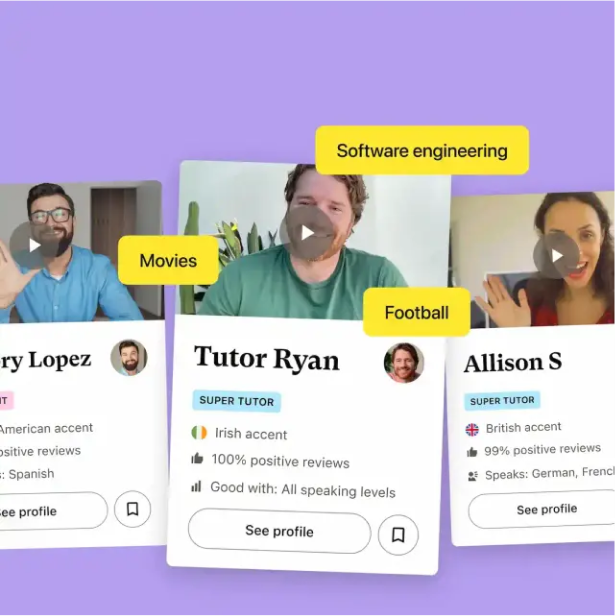 Software engineering
Movies
Football
ry Lopez
NT
American accent
ositive reviews
s: Spanish
ee profile
Tutor Ryan
SUPER TUTOR
Irish accent
100% positive reviews
Good with: All speaking levels
See profile
Allison S
SUPER TUTOR
British accent
99% positive reviews
Speaks: German, Frencl
See profile